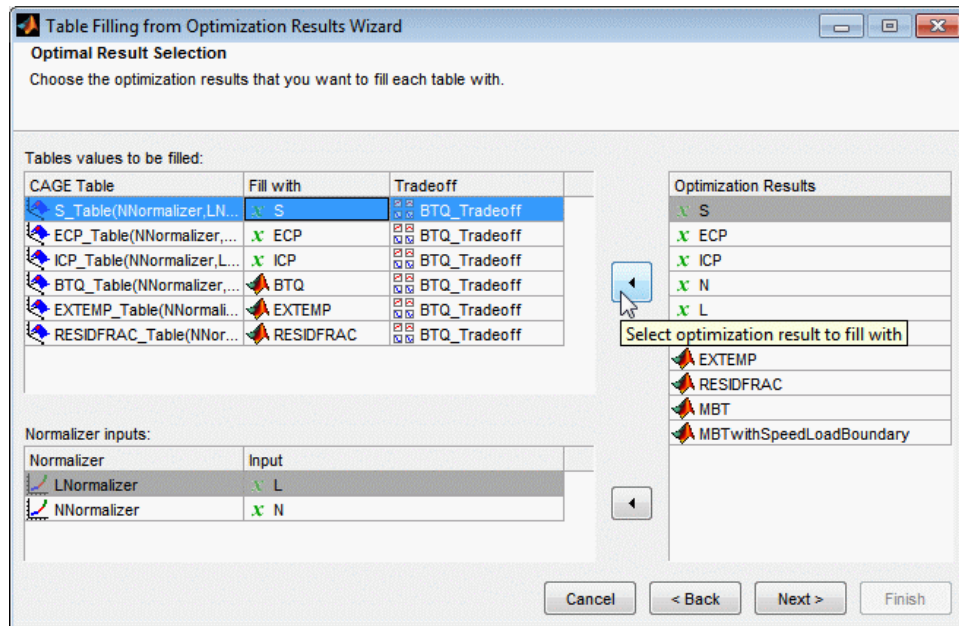 Table Filling from Optimization Results Wizard
Optimal Result Selection
Choose the optimization results that you want to fill each table with.
Tables values to be filled:
CAGE Table Fill with Tradeoff
S_Table(NNormalizer,LN... x S BTQ_Tradeoff
ECP_Table(NNormalizer,... x ECP BTQ_Tradeoff
ICP_Table(NNormalizer,L... x ICP BTQ_Tradeoff
BTQ_Table(NNormalizer,... BTQ BTQ_Tradeoff
EXTEMP_Table(NNormali... EXTEMP BTQ_Tradeoff
RESIDFRAC_Table(NNor... RESIDFRAC BTQ_Tradeoff
Optimization Results
x S
x ECP
x ICP
x N
x L
Select optimization result to fill with
EXTEMP
RESIDFRAC
MBT
MBTwithSpeedLoadBoundary
Normalizer inputs:
Normalizer Input
LNormalizer x L
NNormalizer x N
Cancel < Back Next > Finish